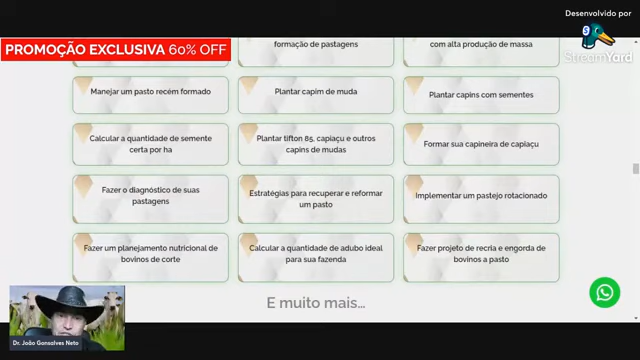 Desenvolvido por
StreamYard
PROMOÇÃO EXCLUSIVA 60% OFF
formação de pastagens
com alta produção de massa
Manejar um pasto recém formado
Plantar capim de muda
Plantar capins com sementes
Calcular a quantidade de semente
certa por ha
Plantar tifton 85, capiaçu e outros
capins de mudas
Formar sua capineira de capiaçu
Fazer o diagnóstico de suas
pastagens
Estratégias para recuperar e reformar
um pasto
Implementar um pastejo rotacionado
Fazer um planejamento nutricional de
bovinos de corte
Calcular a quantidade de adubo ideal
para sua fazenda
Fazer projeto de recria e engorda de
bovinos a pasto
E muito mais...
Dr. João Gonsalves Neto